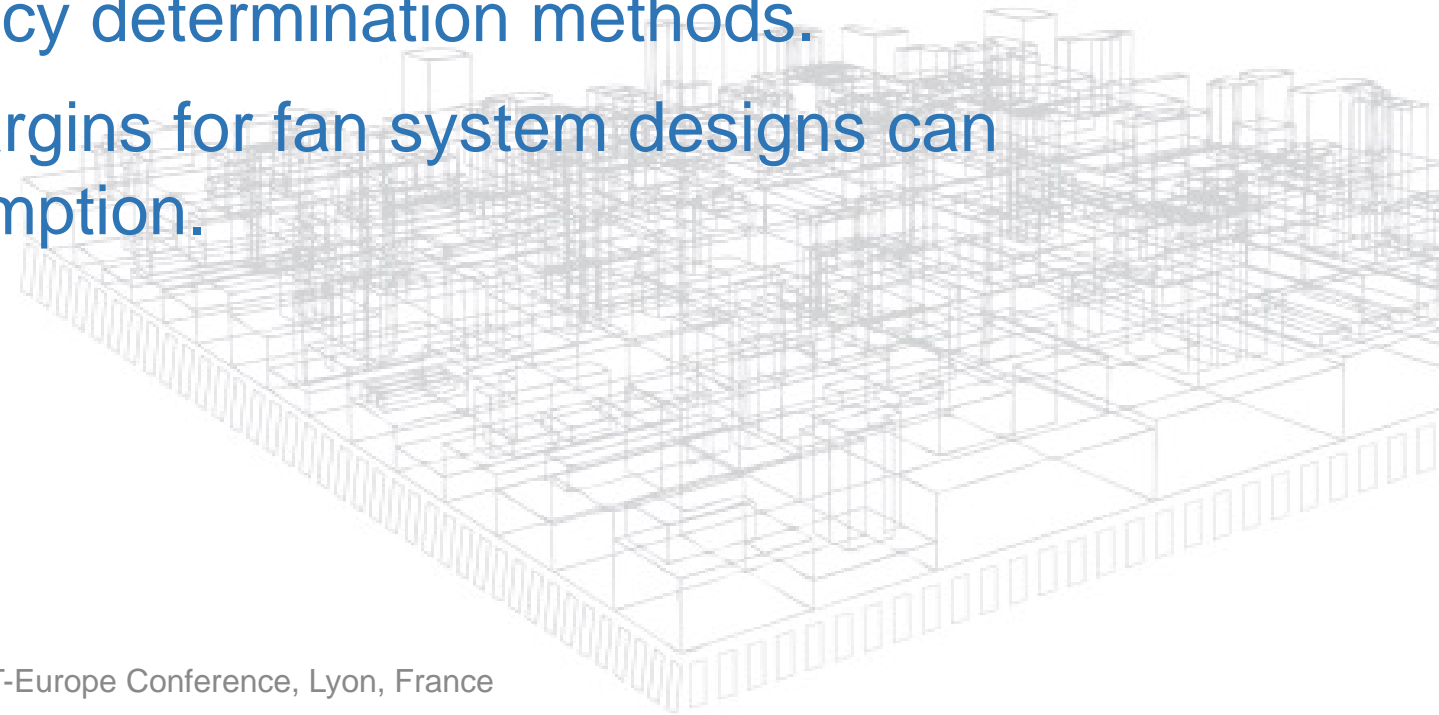 cy determination methods.
rgins for fan system designs can
mption.
-Europe Conference, Lyon, France